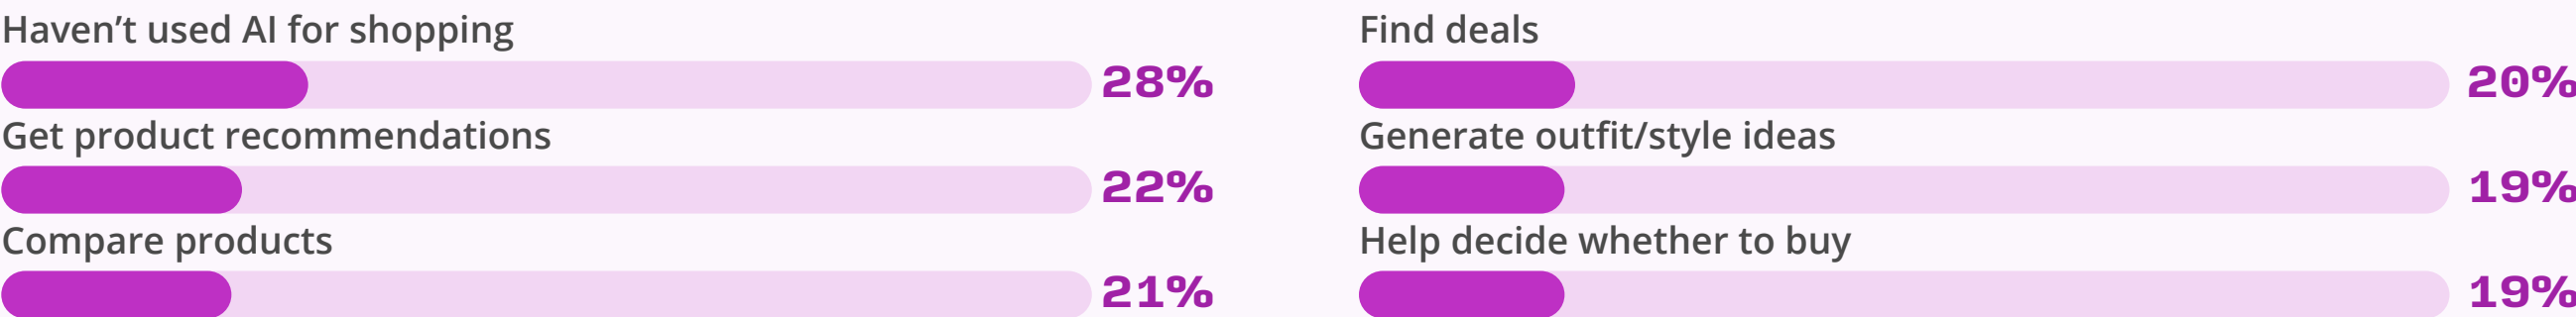 Haven’t used AI for shopping
28%
Get product recommendations
22%
Compare products
21%
Find deals
20%
Generate outfit/style ideas
19%
Help decide whether to buy
19%